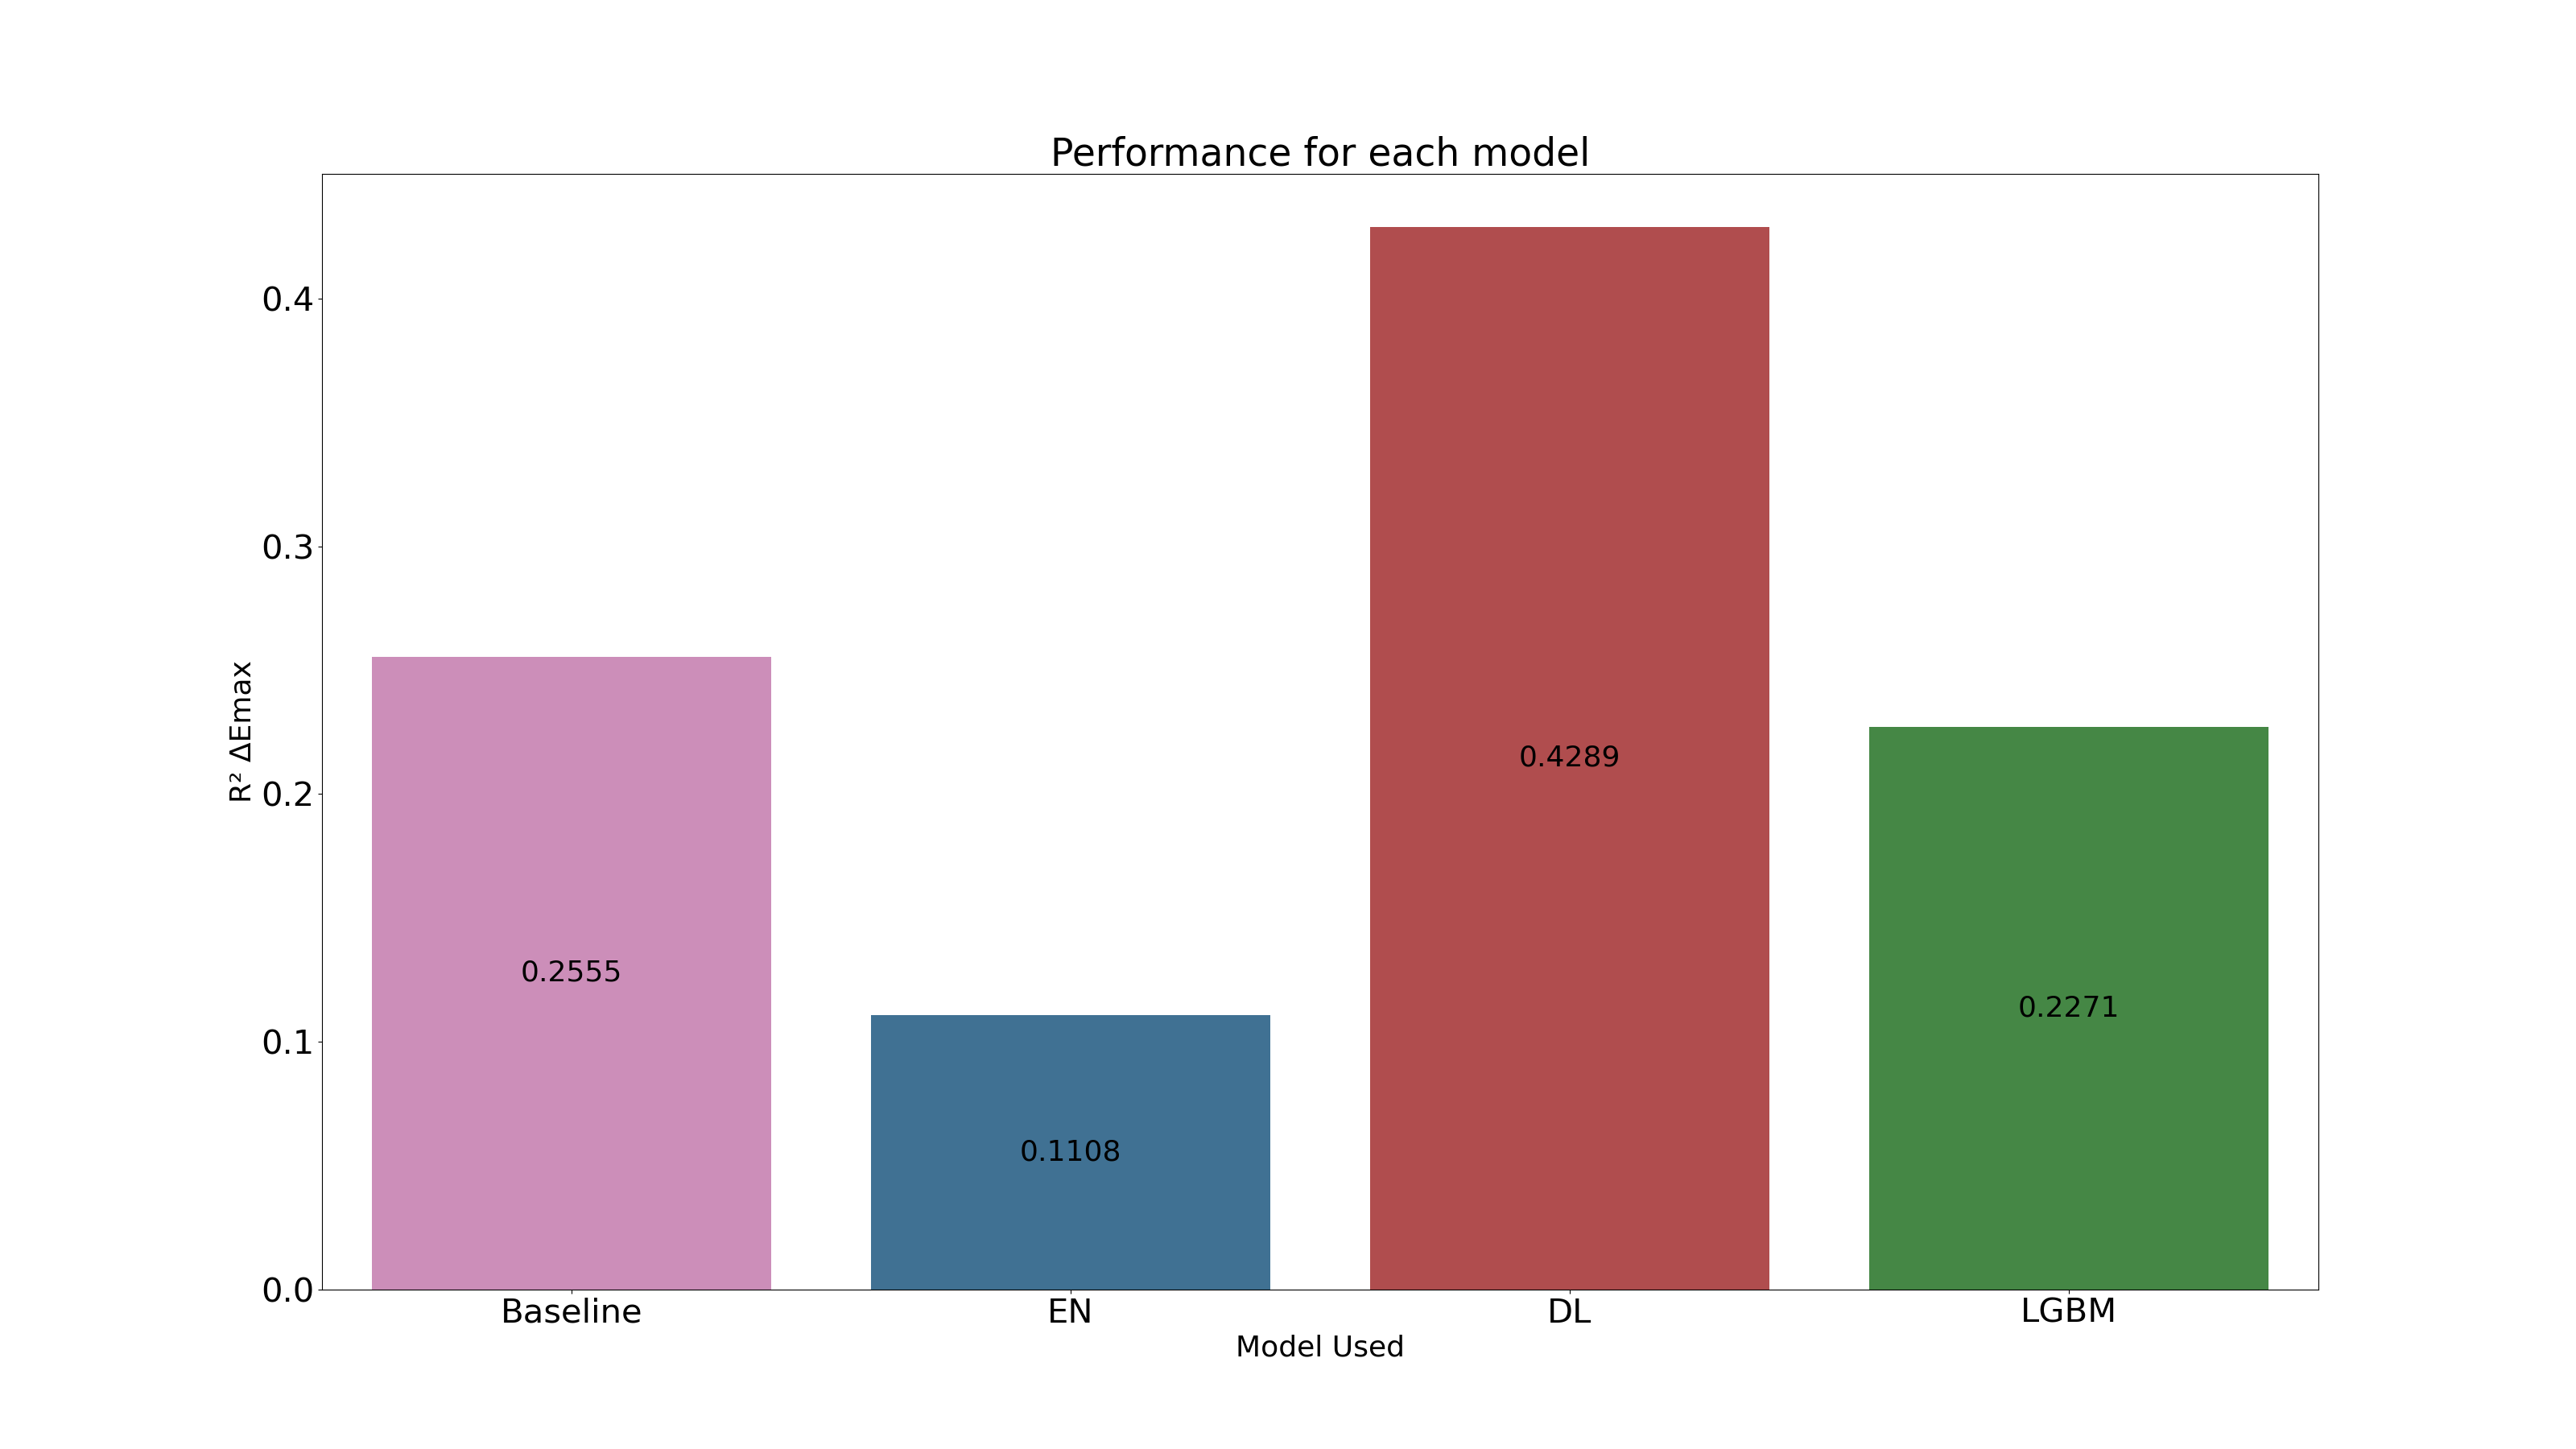 Performance for each model
R² ΔEmax
0.4
0.3
0.2
0.1
0.0
0.2555
0.1108
0.4289
0.2271
Baseline
EN
DL
LGBM
Model Used